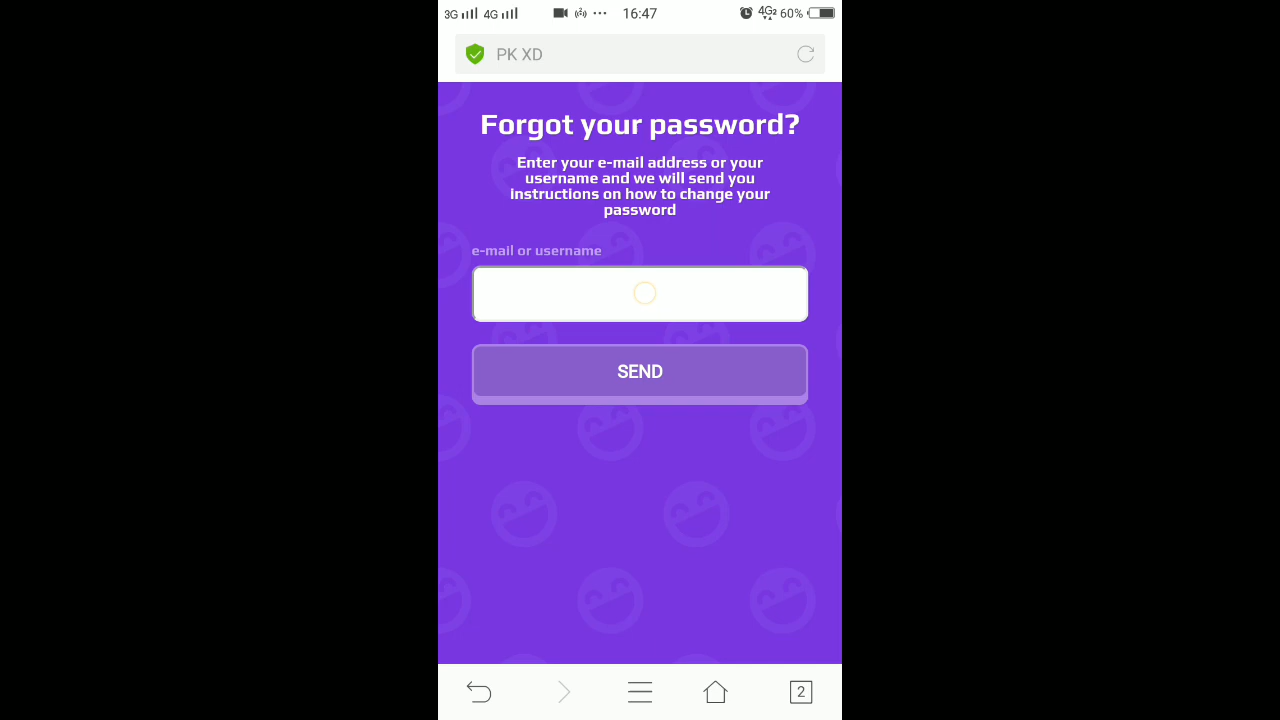 3G 4G 16:47 4G2 60%
PK XD
Forgot your password?
Enter your e-mail address or your
username and we will send you
instructions on how to change your
password
e-mail or username
SEND
2